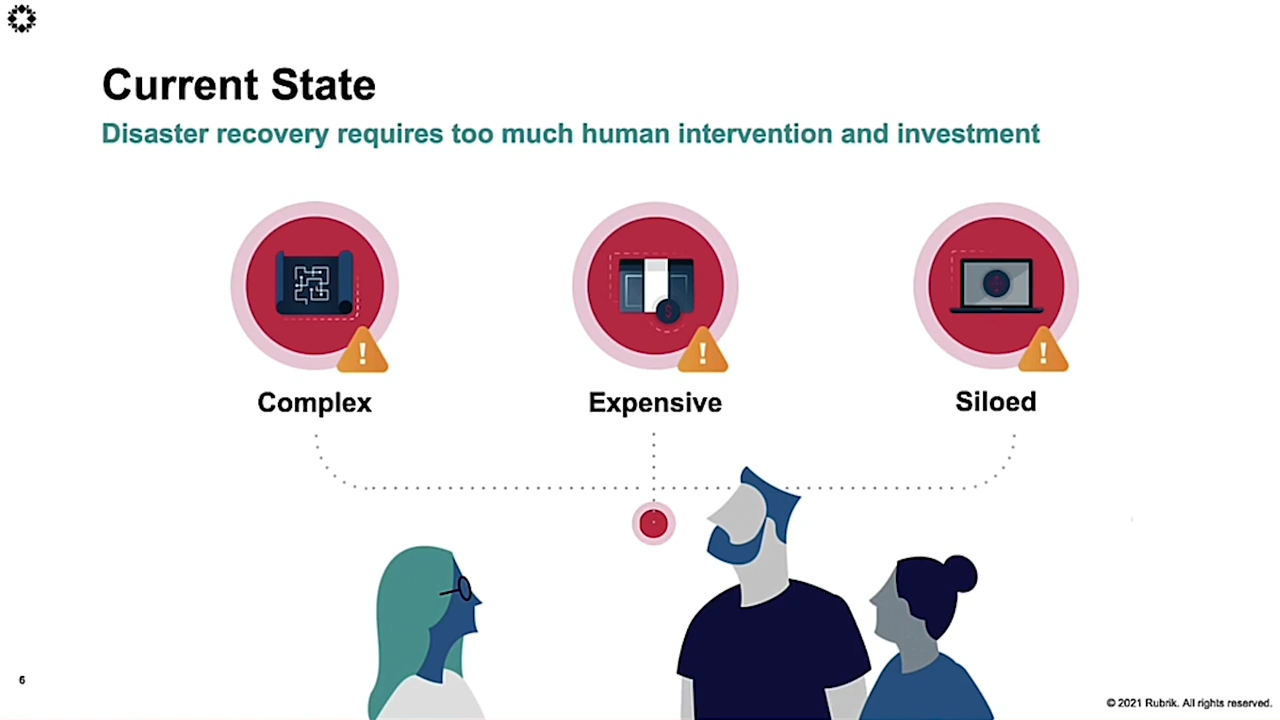 Current State
Disaster recovery requires too much human intervention and investment
Complex
Expensive
Siloed
6
© 2021 Rubrik. All rights reserved.